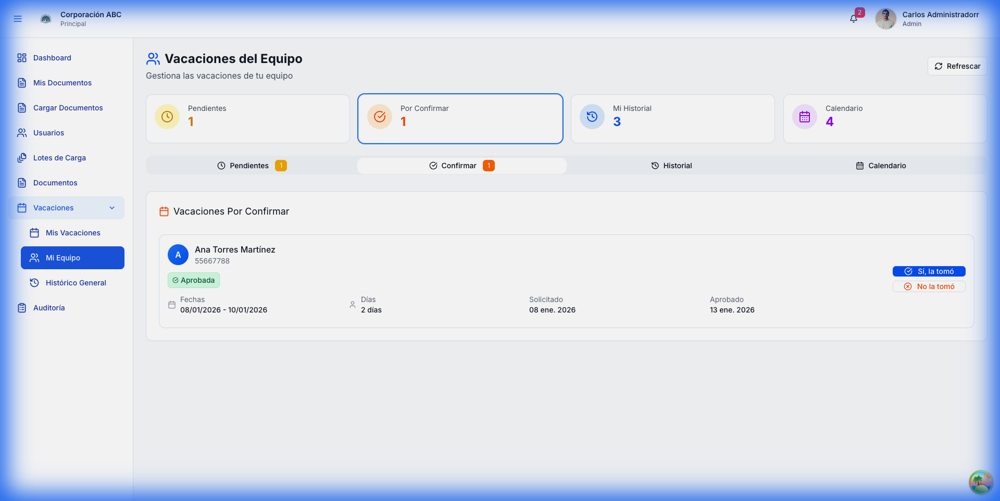 Corporación ABC
Principal
2
Carlos Administradorr
Admin
Dashboard
Mis Documentos
Cargar Documentos
Usuarios
Lotes de Carga
Documentos
Vacaciones
Mis Vacaciones
Mi Equipo
Histórico General
Auditoría
Vacaciones del Equipo
Gestiona las vacaciones de tu equipo
Refrescar
Pendientes
1
Por Confirmar
1
Mi Historial
3
Calendario
4
Pendientes 1
Confirmar 1
Historial
Calendario
Vacaciones Por Confirmar
A
Ana Torres Martínez
55667788
Aprobada
Sí, la tomó
No la tomó
Fechas
08/01/2026 - 10/01/2026
Días
2 días
Solicitado
08 ene. 2026
Aprobado
13 ene. 2026